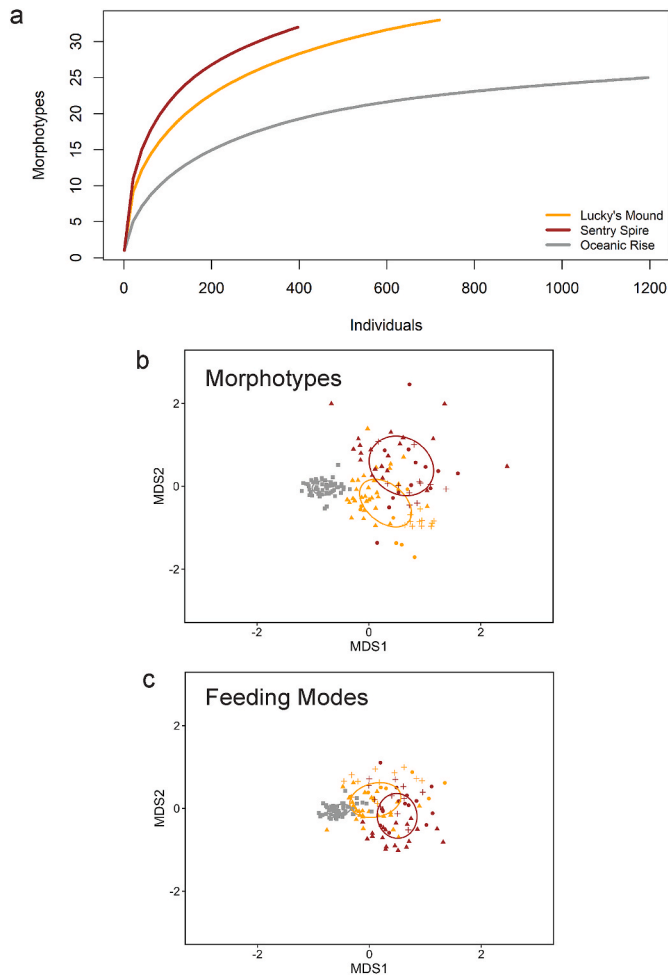 a
Morphotypes
0 5 10 15 20 25 30
Lucky's Mound
Sentry Spire
Oceanic Rise
0 200 400 600 800 1000 1200
Individuals
b
Morphotypes
MDS2
2
0
-2
-2 0 2
MDS1
c
Feeding Modes
MDS2
2
0
-2
-2 0 2
MDS1